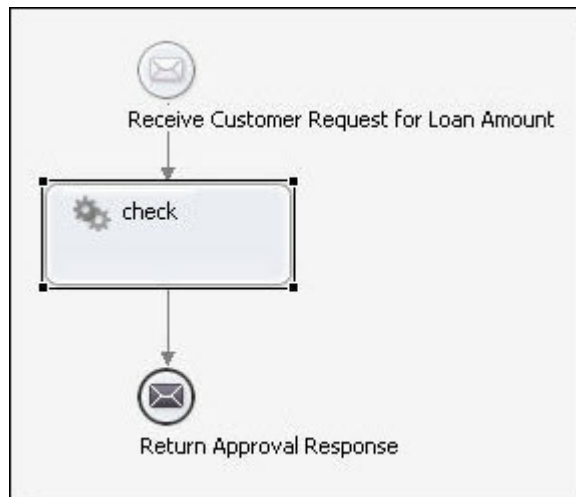 Receive Customer Request for Loan Amount
check
Return Approval Response